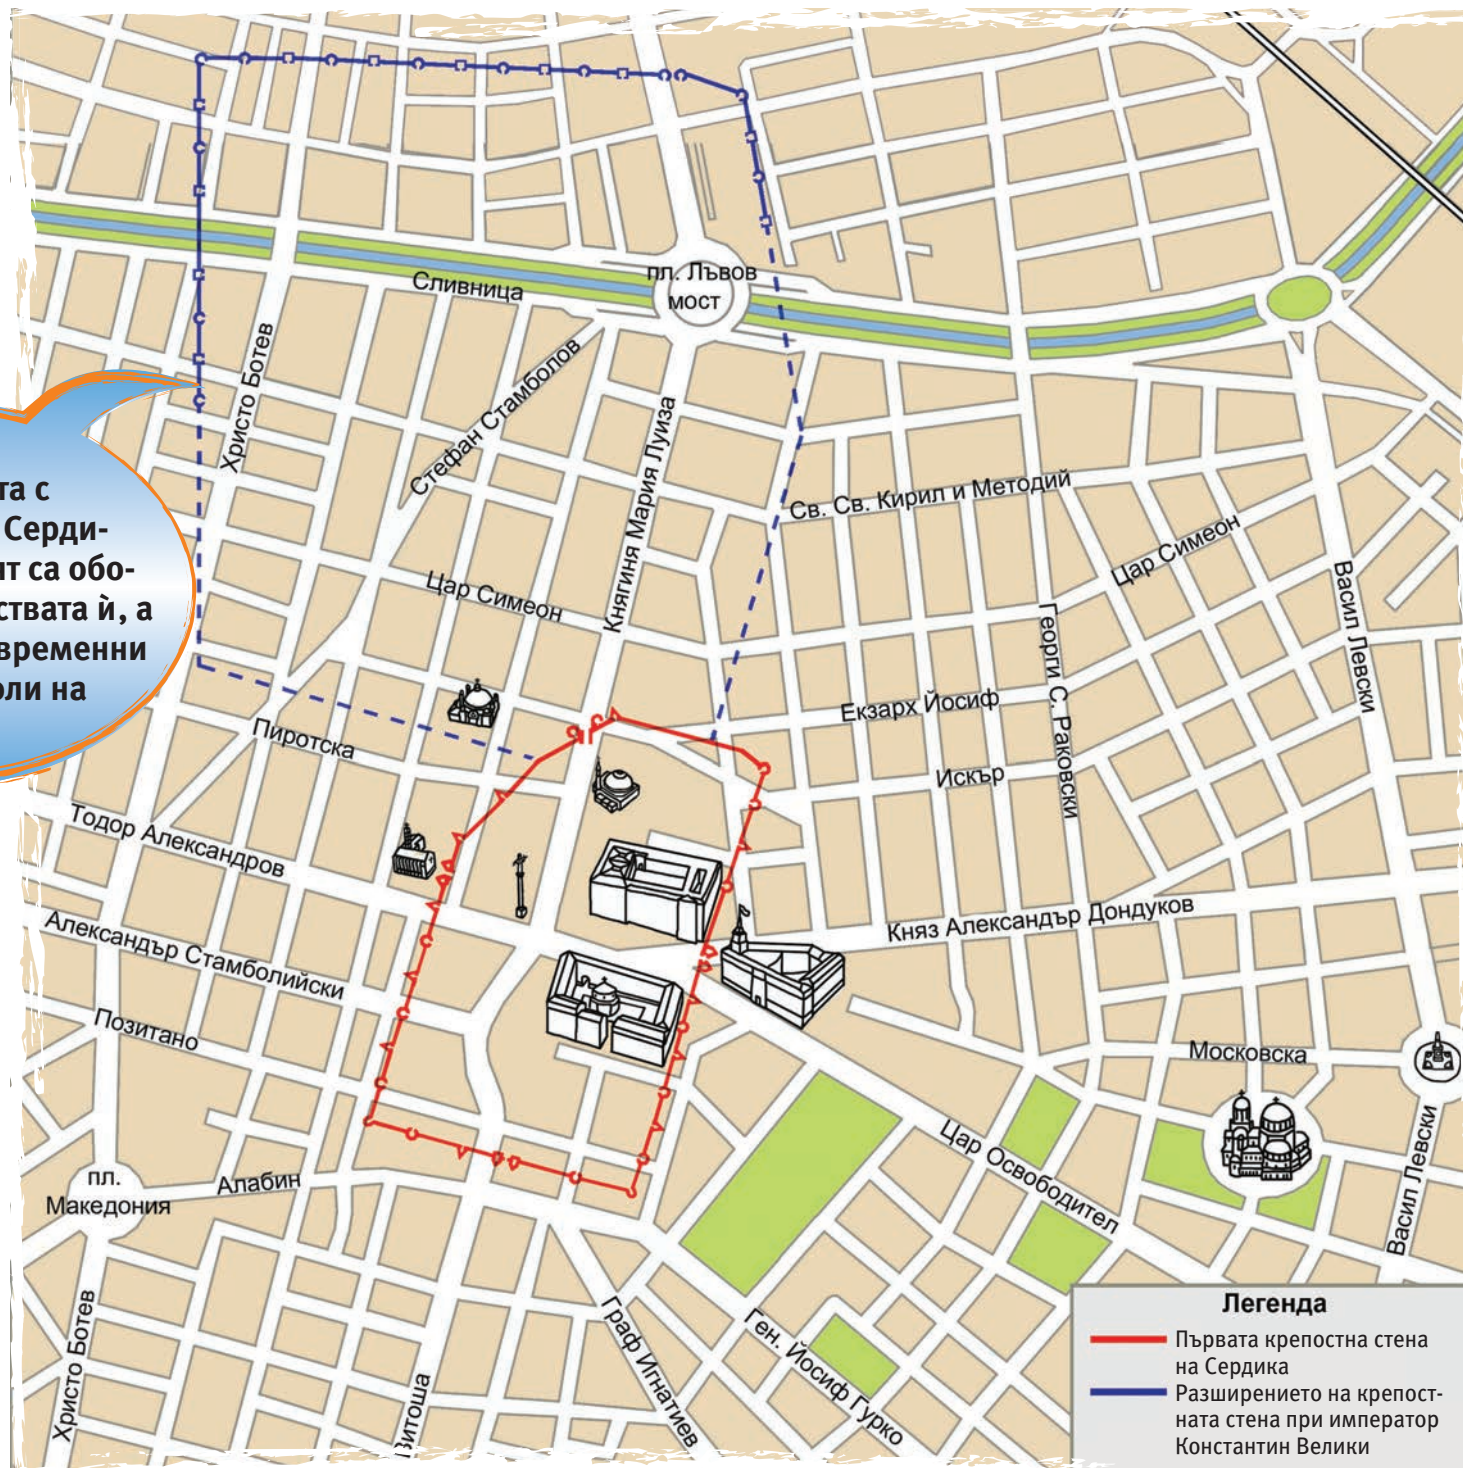 пл. Лъвов
мост
Сливница
Христо Ботев
Стефан Стамболов
Княгиня Мария Луиза
Св. Св. Кирил и Методий
Цар Симеон
Васил Левски
Цар Симеон
Георги С. Раковски
Екзарх Йосиф
Искър
Пиротска
Тодор Александров
Александър Стамболийски
Позитано
Княз Александър Дондуков
Московска
Цар Освободител
Васил Левски
пл.
Македония
Алабин
Христо Ботев
Витоша
Граф Игнатиев
Ген. Йосиф Гурко
та с
Серди-
т са обо-
ствата ѝ, а
временни
оли на
Легенда
Първата крепостна стена
на Сердика
Разширението на крепост-
ната стена при император
Константин Велики